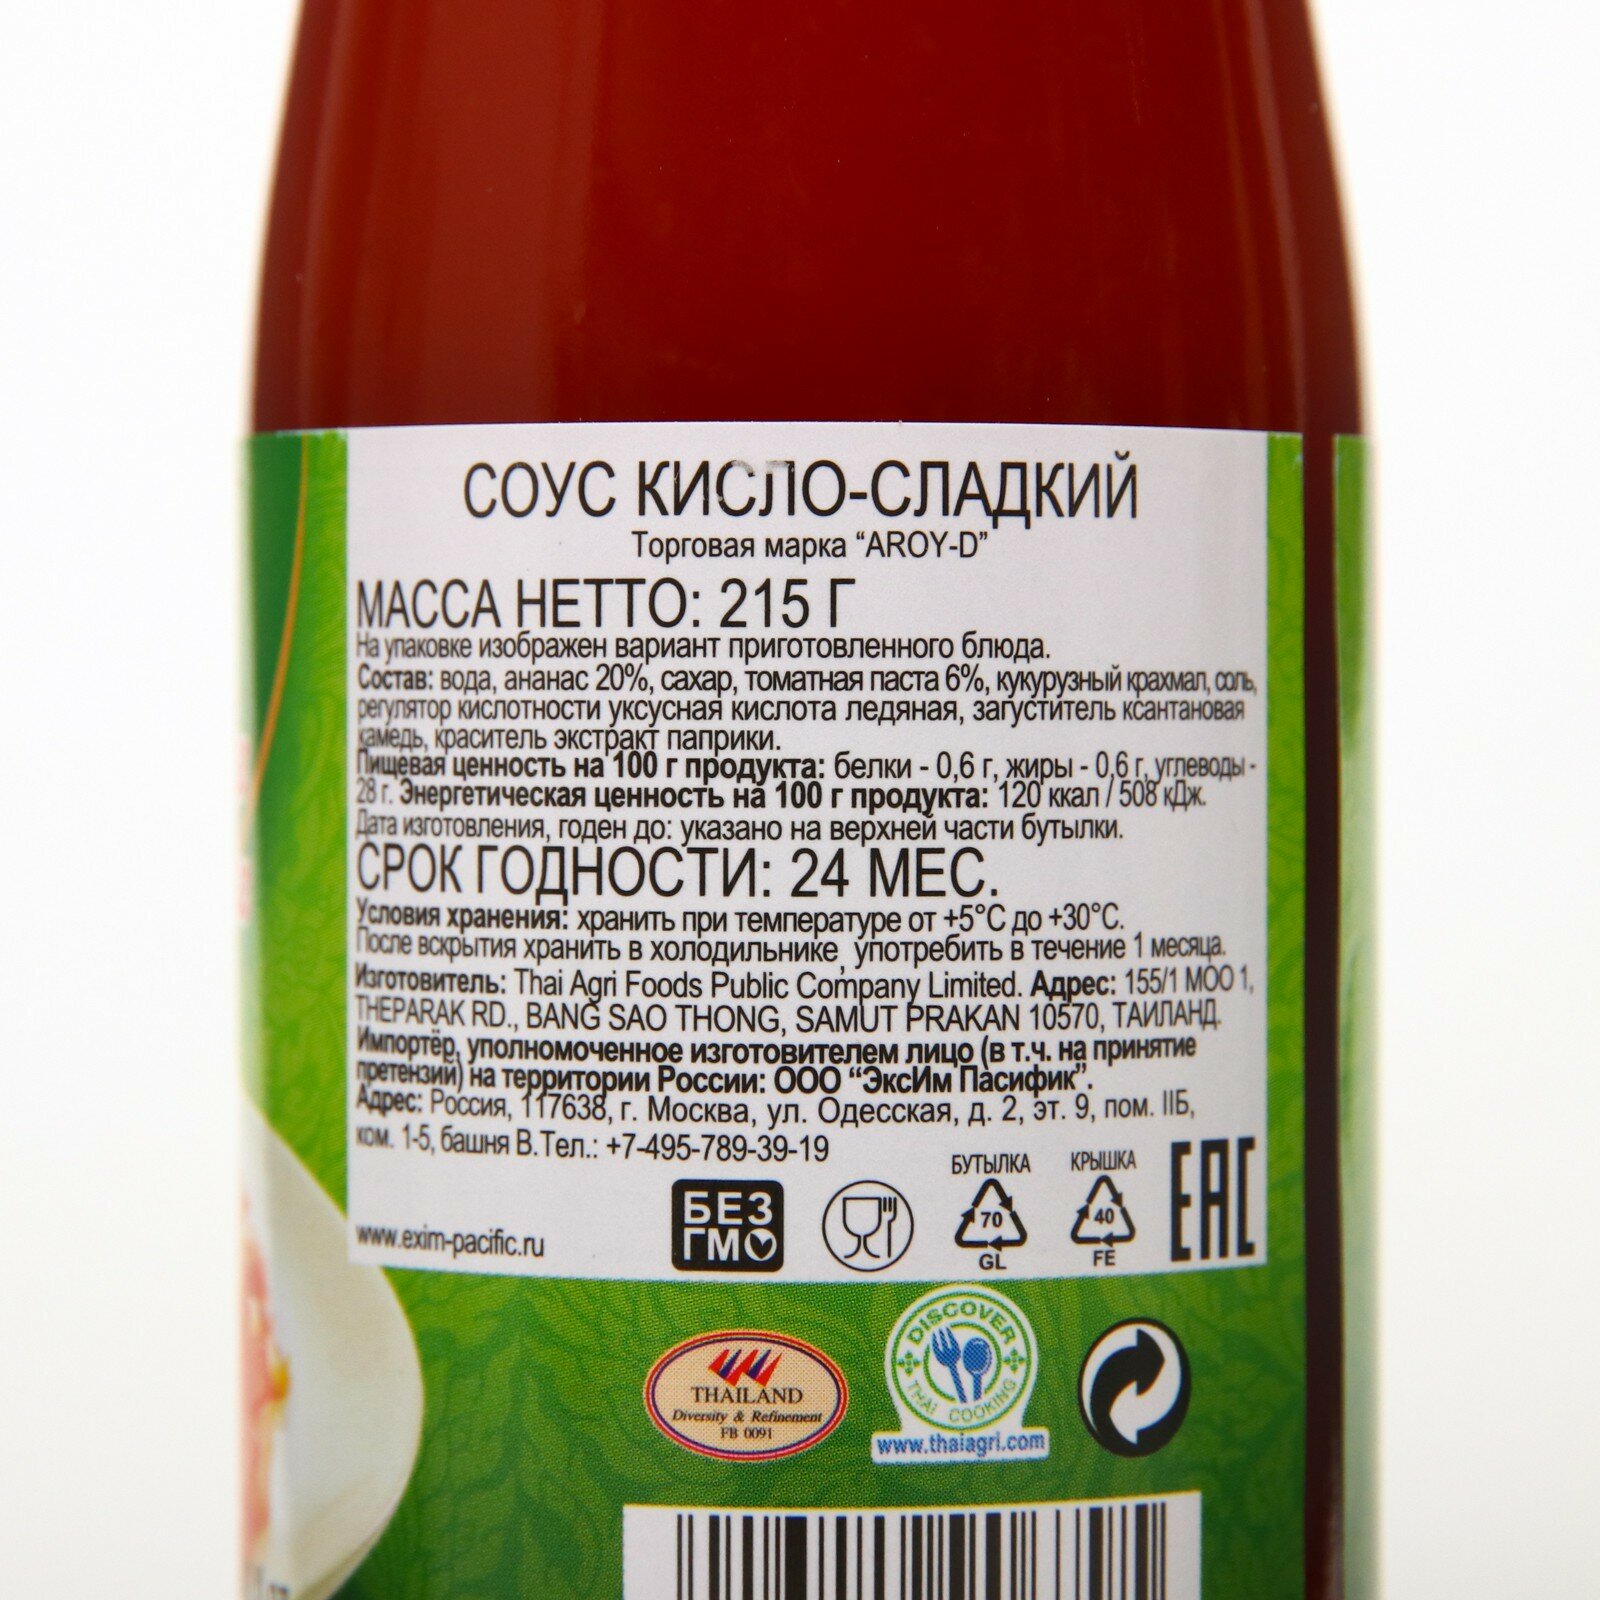 СОУС КИСЛО-СЛАДКИЙ
Торговая марка “AROY-D”
МАССА НЕТТО: 215 Г
На упаковке изображен вариант приготовленного блюда.
Состав: вода, ананас 20%, сахар, томатная паста 6%, кукурузный крахмал, соль,
регулятор кислотности уксусная кислота ледяная, загуститель ксантановая
камедь, краситель экстракт паприки.
Пищевая ценность на 100 г продукта: белки - 0,6 г, жиры - 0,6 г, углеводы -
28 г. Энергетическая ценность на 100 г продукта: 120 ккал / 508 кДж.
Дата изготовления, годен до: указано на верхней части бутылки.
СРОК ГОДНОСТИ: 24 МЕС.
Условия хранения: хранить при температуре от +5°C до +30°C.
После вскрытия хранить в холодильнике, употребить в течение 1 месяца.
Изготовитель: Thai Agri Foods Public Company Limited. Адрес: 155/1 MOO 1,
THEPARAK RD., BANG SAO THONG, SAMUT PRAKAN 10570, ТАИЛАНД.
Импортёр, уполномоченное изготовителем лицо (в т.ч. на принятие
претензий) на территории России: ООО “ЭксИм Пасифик”.
Адрес: Россия, 117638, г. Москва, ул. Одесская, д. 2, эт. 9, пом. IIБ,
ком. 1-5, башня В.Тел.: +7-495-789-39-19
БУТЫЛКА КРЫШКА
www.exim-pacific.ru
БЕЗ
ГМО
70
GL
40
FE
EAC
THAILAND
Diversity & Refinement
FB 0091
DISCOVER
THAI COOKING
www.thaiagri.com